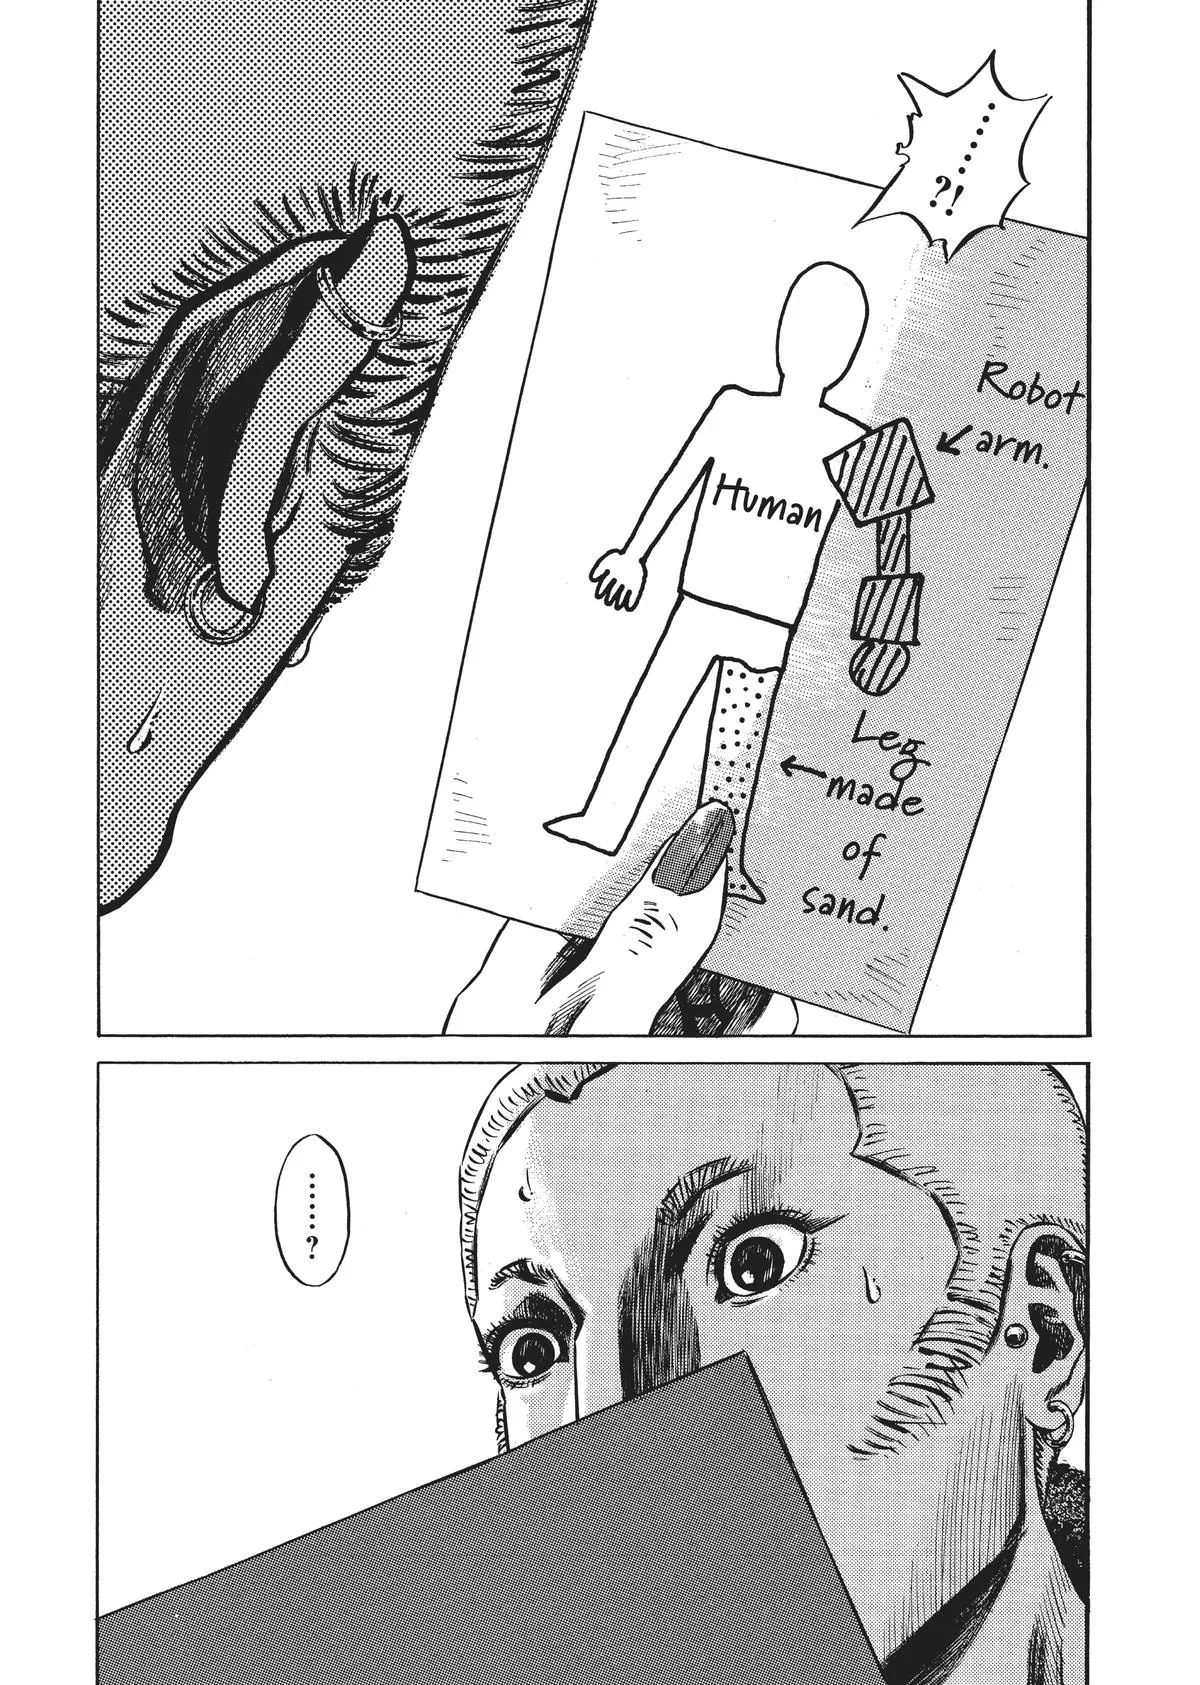 .......?!
Robot
arm.
Human
Leg
made
of
sand.
......?